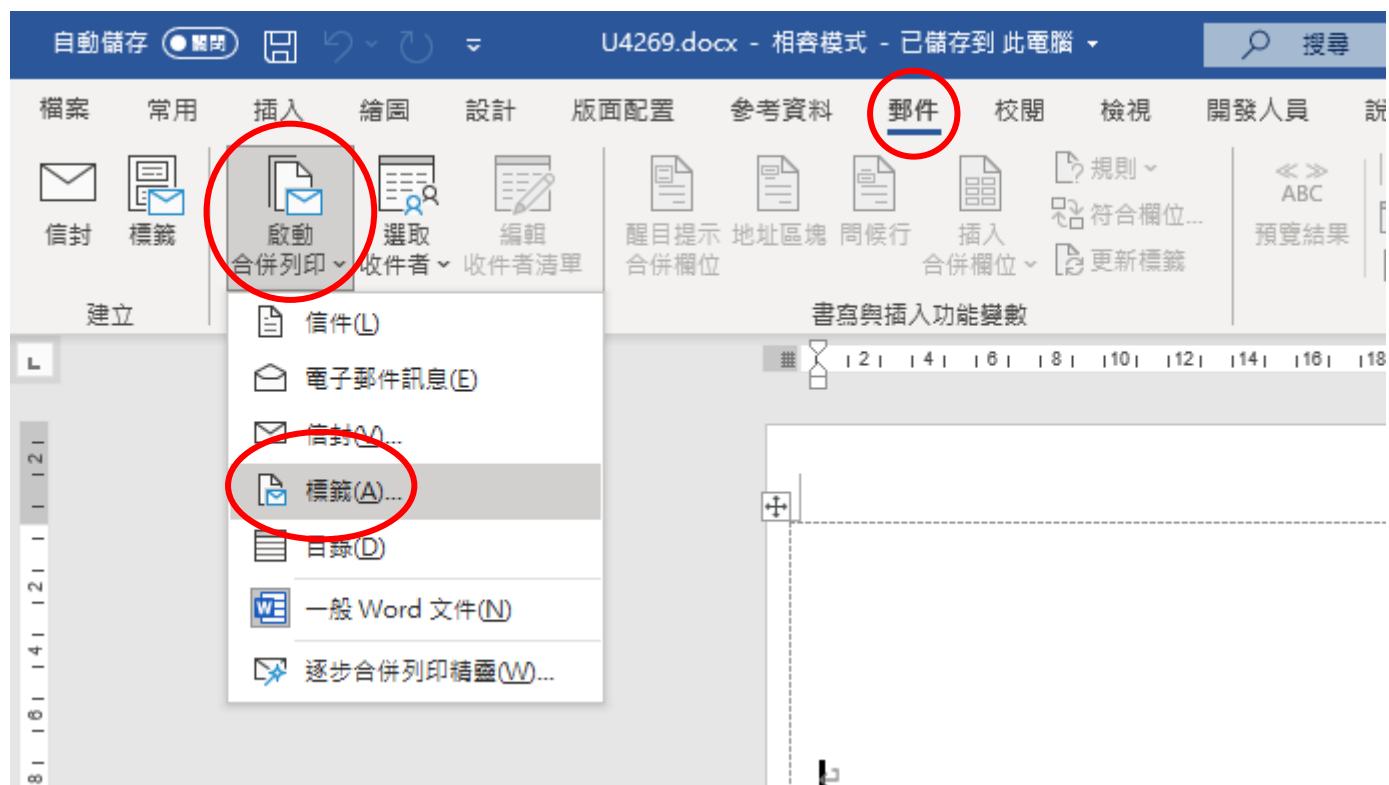 自動儲存 關閉 U4269.docx - 相容模式 - 已儲存到 此電腦 搜尋
檔案 常用 插入 繪圖 設計 版面配置 參考資料 郵件 校閱 檢視 開發人員 說
信封 標籤 啟動 合併列印 選取 收件者 編輯 收件者清單 醒目提示 合併欄位 地址區塊 問候行 插入 合併欄位 規則 符合欄位... 更新標籤 ABC 預覽結果
建立 書寫與插入功能變數
信件(L)
電子郵件訊息(E)
信封(V)...
標籤(A)...
目錄(D)
一般 Word 文件(N)
逐步合併列印精靈(W)...
L
2 4 6 8 10 12 14 16 18
2
2
4
6
8